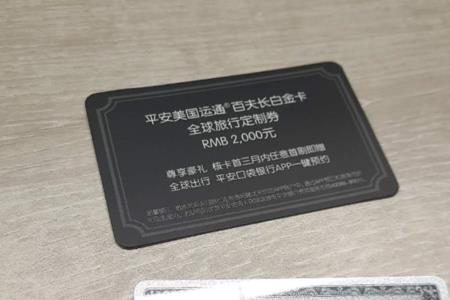 平安美国运通®百夫长白金卡
全球旅行定制券
RMB 2,000元
尊享豪礼 核卡首三月内任意首刷即赠
全球出行 平安口袋银行APP一键预约